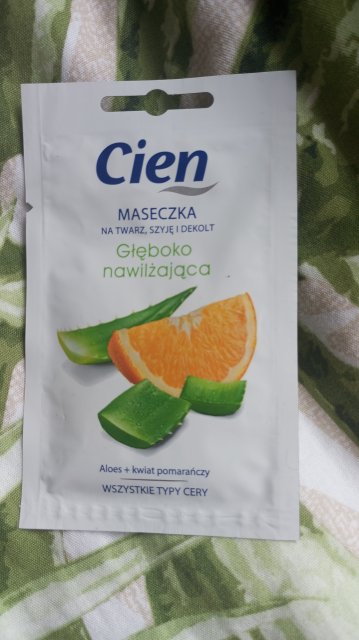 Cien
MASECZKA
NA TWARZ, SZYJĘ I DEKOLT
Głęboko
nawilżająca
Aloes + kwiat pomarańczy
WSZYSTKIE TYPY CERY